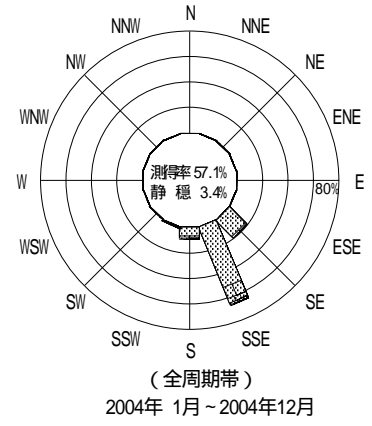 N
NNW NNE
NW NE
WNW ENE
測得率 57.1%
静 穏 3.4%
W 80% E
WSW ESE
SW SE
SSW SSE
S
(全周期帯)
2004年 1月~2004年12月